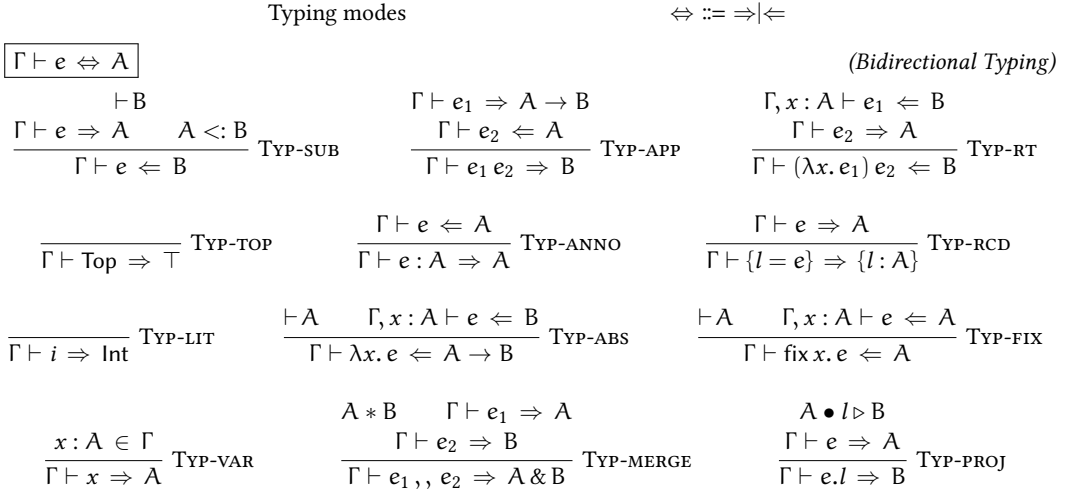 Typing modes ⇔ ::= ⇒|⇐
Γ ⊢ e ⇔ A (Bidirectional Typing)
⊢ B Γ ⊢ e₁ ⇒ A → B Γ, x : A ⊢ e₁ ⇐ B
Γ ⊢ e ⇒ A A <: B Γ ⊢ e₂ ⇐ A Γ ⊢ e₂ ⇒ A
Γ ⊢ e ⇐ B TYP-SUB Γ ⊢ e₁ e₂ ⇒ B TYP-APP Γ ⊢ (λx. e₁) e₂ ⇐ B TYP-RT
Γ ⊢ e ⇐ A Γ ⊢ e ⇒ A
Γ ⊢ Top ⇒ ⊤ TYP-TOP Γ ⊢ e : A ⇒ A TYP-ANNO Γ ⊢ {l = e} ⇒ {l : A} TYP-RCD
⊢ A Γ, x : A ⊢ e ⇐ B ⊢ A Γ, x : A ⊢ e ⇐ A
Γ ⊢ i ⇒ Int TYP-LIT Γ ⊢ λx. e ⇐ A → B TYP-ABS Γ ⊢ fix x. e ⇐ A TYP-FIX
A ∗ B Γ ⊢ e₁ ⇒ A A • l ▷ B
x : A ∈ Γ Γ ⊢ e₂ ⇒ B Γ ⊢ e ⇒ A
Γ ⊢ x ⇒ A TYP-VAR Γ ⊢ e₁ ,, e₂ ⇒ A & B TYP-MERGE Γ ⊢ e.l ⇒ B TYP-PROJ